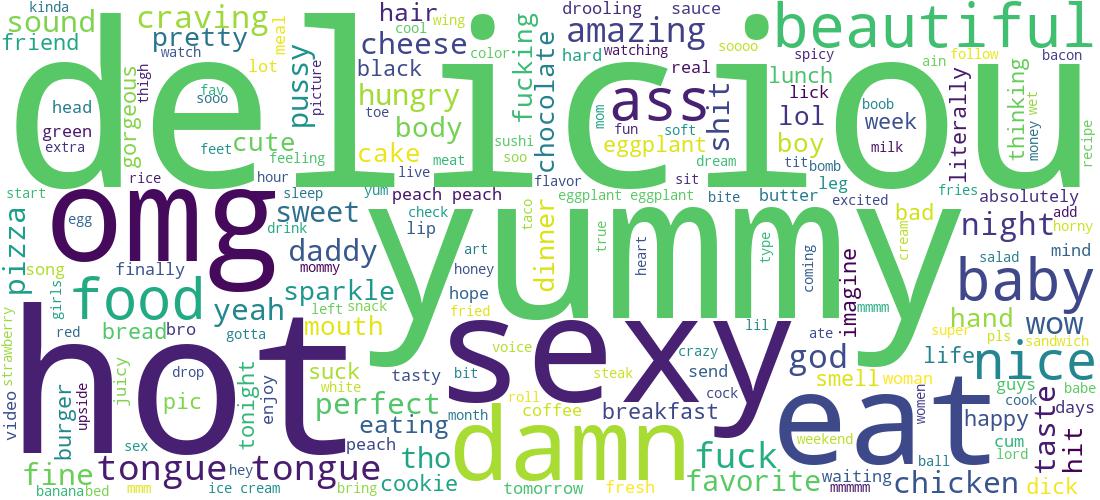 kinda
sound
craving
hair
drooling
sauce
beautiful
friend
pretty
meal
cool
wing
amazing
watch
cheese
color
fucking
hard
watching
soooo
spicy
ain
follow
bacon
deliciou
lot
pussy
picture
black
chocolate
real
lunch
lick
literally
thinking
wet
money
recipe
head
gorgeous
thigh
fav
sooo
hungry
toe
body
ass
shit
mom
fun
soft
lol
boob
week
green
extra
feet
cute
feeling
cake
meat
sushi
soo
eggplant
dream
boy
milk
rice
hour
live
flavor
sit
tit
bomb
leg
fries
start
omg
sleep
yum
peach peach
eggplant eggplant
bite
butter
excited
absolutely
egg
sweet
drink
check
lip
taco
dinner
true
yummy
heart
type
coming
cream
bad
night
add
horny
pizza
song
finally
daddy
mommy
art
honey
imagine
salad
mind
girls
food
yeah
sparkle
hope
left
snack
fried
mmmm
baby
strawberry
red
bread
bro
gotta
mouth
lil
super
hand
pls
wow
sandwich
hot
juicy
drop
tonight
enjoy
suck
white
tasty
voice
bit
sexy
crazy
send
steak
cock
ate
god
life
nice
smell
woman
guys
babe
cook
video
burger
upside
pic
sex
perfect
eating
peach
month
roll
coffee
breakfast
weekend
eat
women
happy
taste
days
hit
cum
lord
fine
tongue tongue
hey
tho
damn
fuck
ball
banana
bed
mmm
ice cream
bring
cookie
tomorrow
fresh
favorite
waiting
mmmmm
chicken
dick